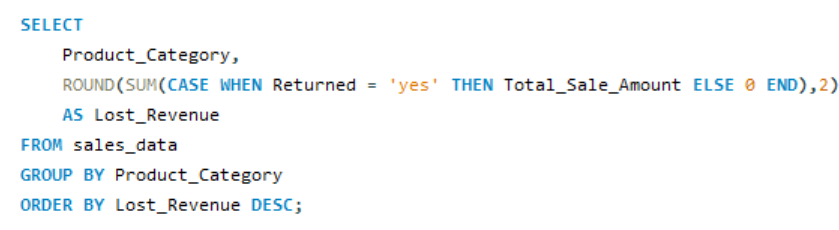 SELECT
Product_Category,
ROUND(SUM(CASE WHEN Returned = 'yes' THEN Total_Sale_Amount ELSE 0 END),2)
AS Lost_Revenue
FROM sales_data
GROUP BY Product_Category
ORDER BY Lost_Revenue DESC;